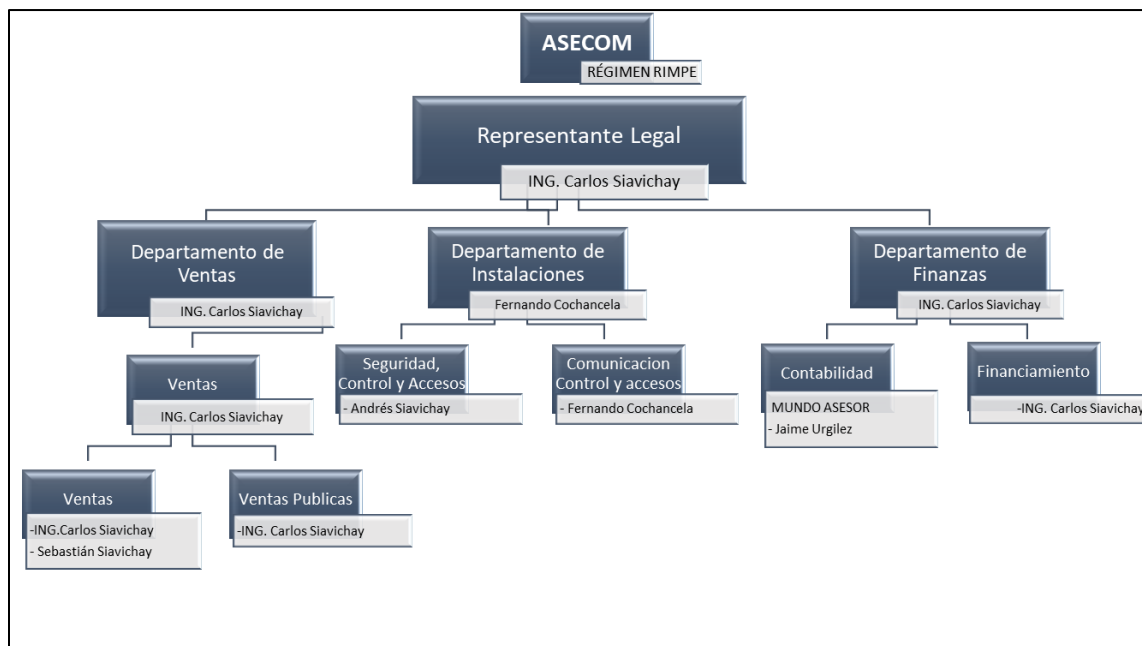 ASECOM
RÉGIMEN RIMPE
Representante Legal
ING. Carlos Siavichay
Departamento de
Ventas
ING. Carlos Siavichay
Departamento de
Instalaciones
Fernando Cochancela
Departamento de
Finanzas
ING. Carlos Siavichay
Ventas
ING. Carlos Siavichay
Seguridad,
Control y Accesos
- Andrés Siavichay
Comunicacion
Control y accesos
- Fernando Cochancela
Contabilidad
MUNDO ASESOR
- Jaime Urgilez
Financiamiento
-ING. Carlos Siavichay
Ventas
-ING.Carlos Siavichay
- Sebastián Siavichay
Ventas Publicas
-ING. Carlos Siavichay